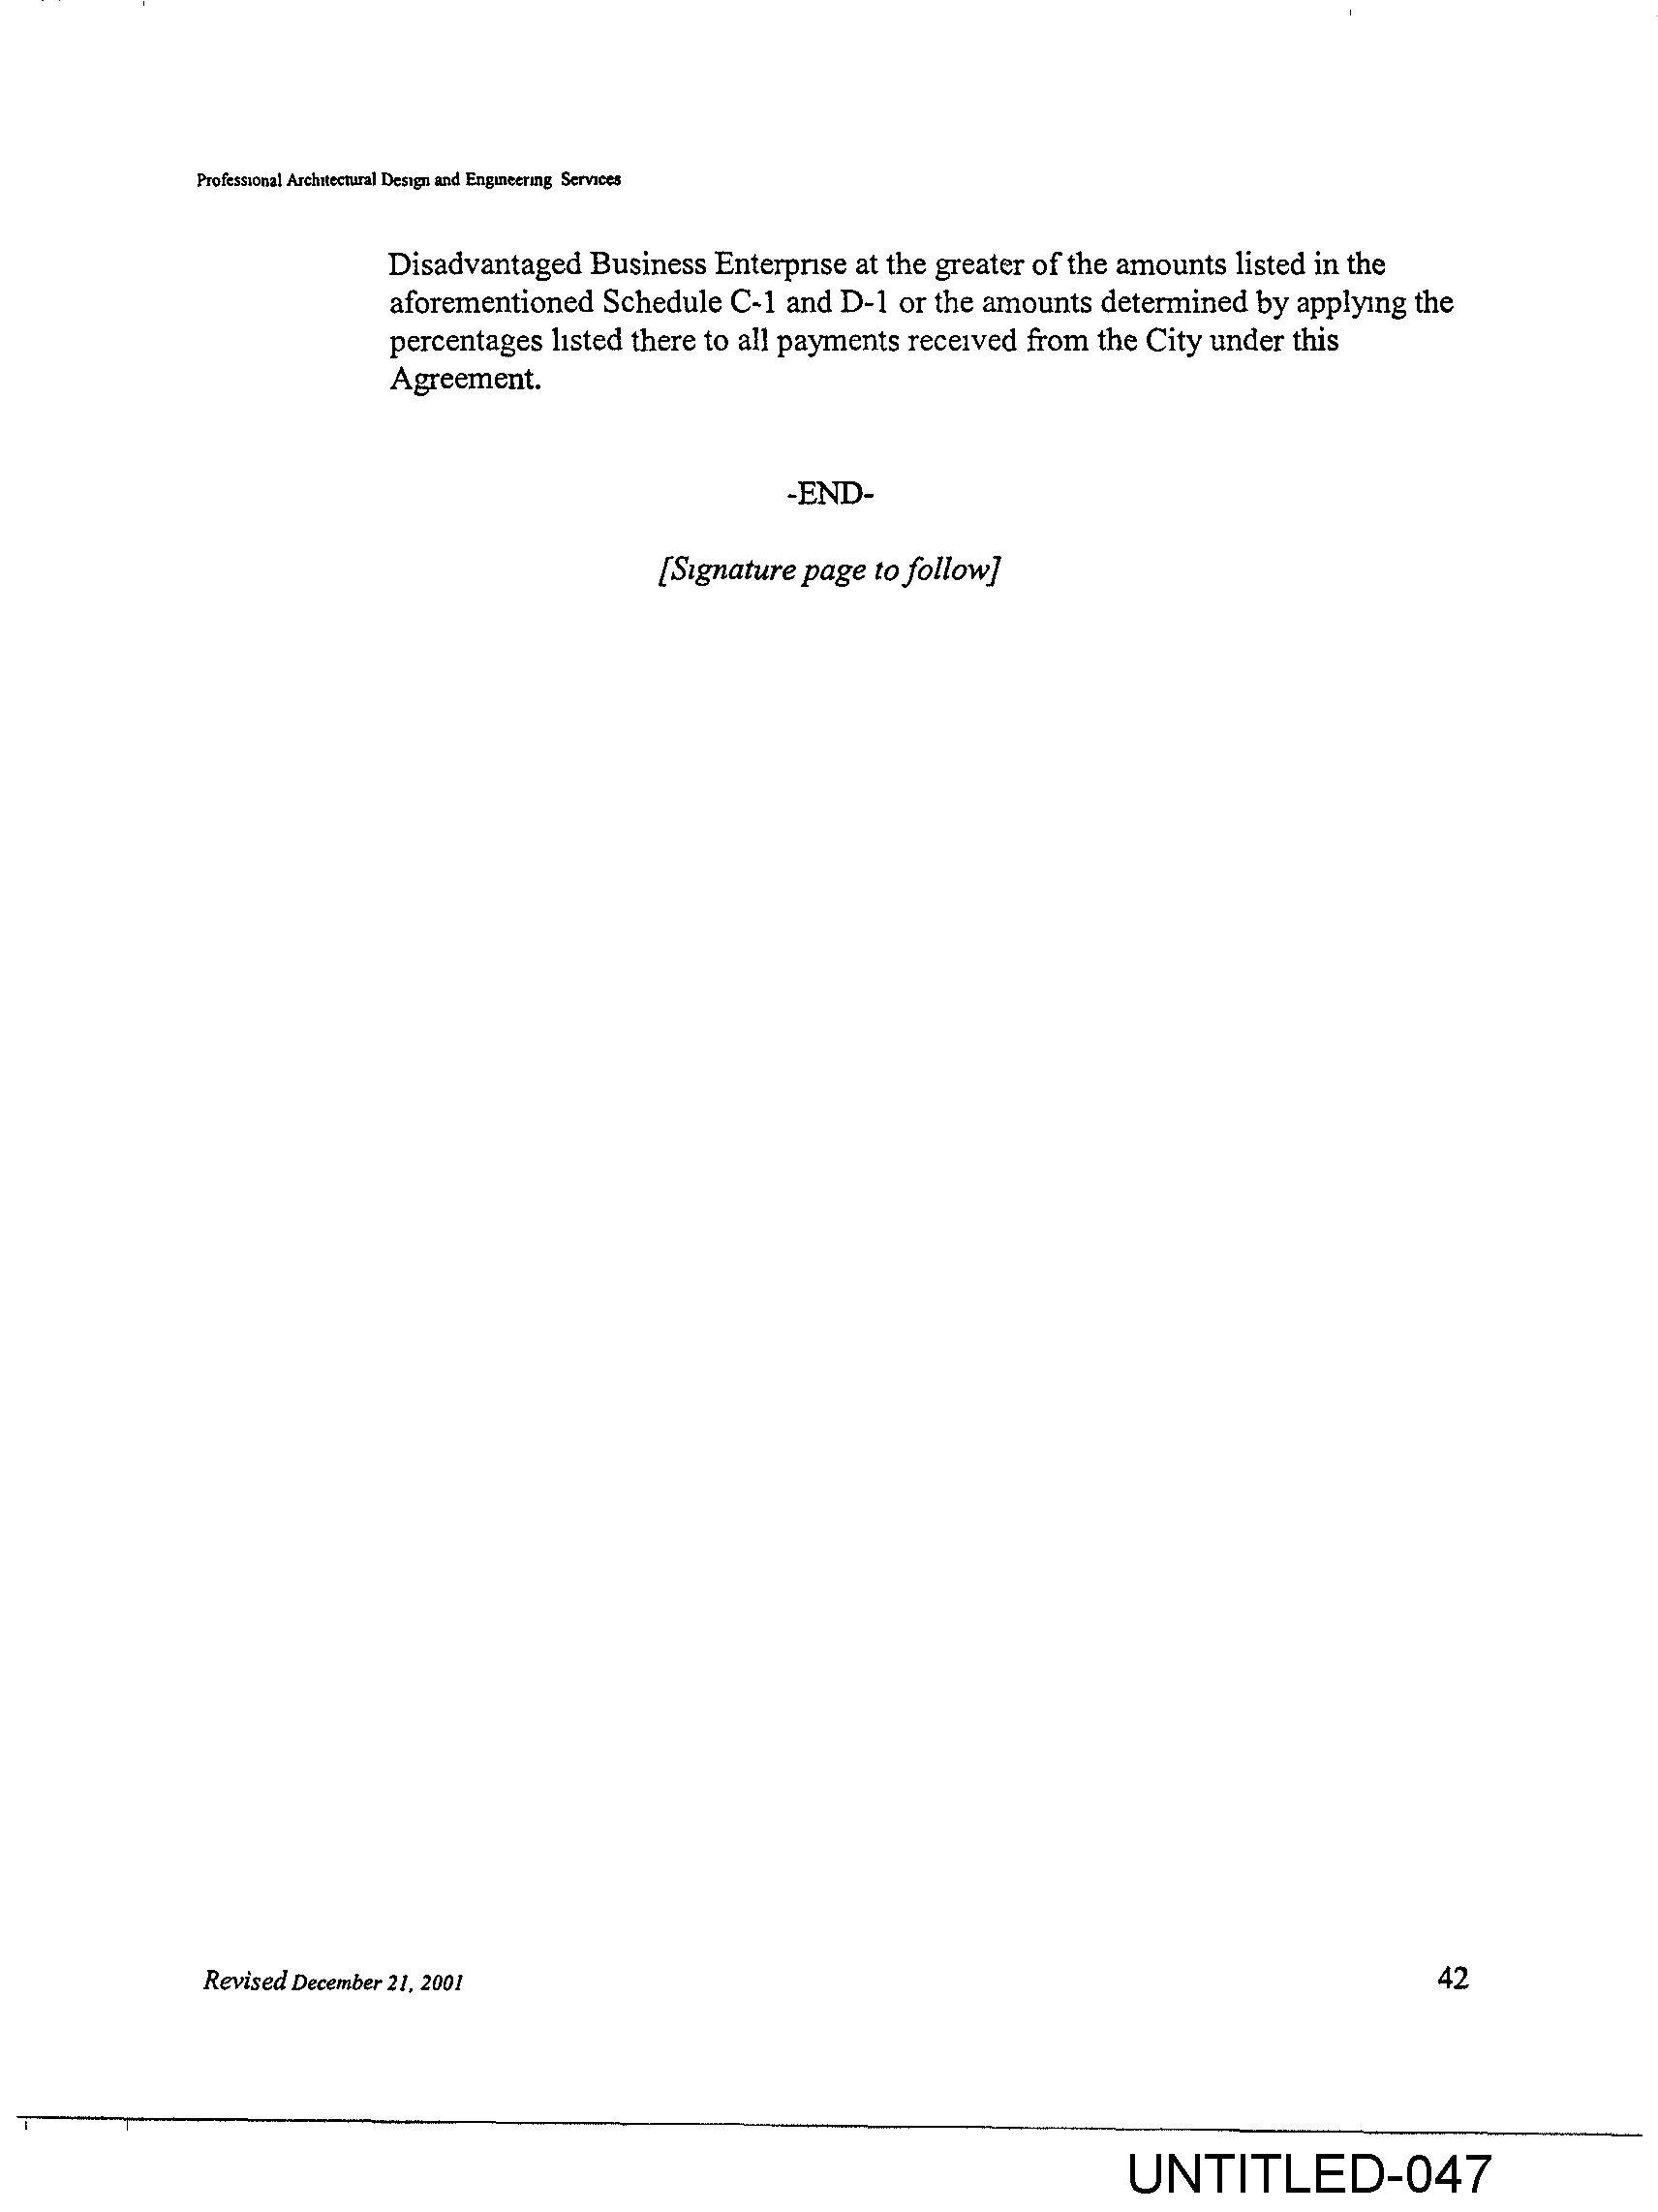 Professional Architectural Design and Engineering Services
Disadvantaged Business Enterprise at the greater of the amounts listed in the
aforementioned Schedule C-1 and D-1 or the amounts determined by applying the
percentages listed there to all payments received from the City under this
Agreement.
-END-
[Signature page to follow]
Revised December 21, 2001
42
UNTITLED-047